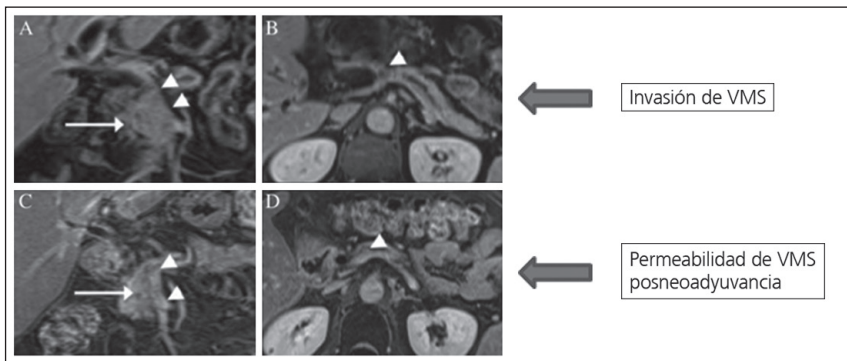 A
B
Invasión de VMS
C
D
Permeabilidad de VMS
posneoadyuvancia